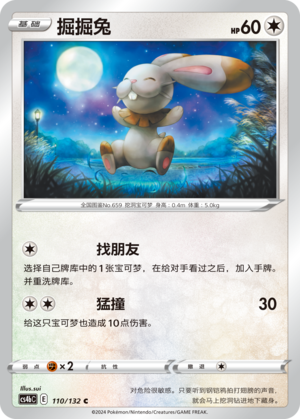 基础
掘掘兔
HP60
全国图鉴No.659 挖洞宝可梦 身高：0.4m 体重：5.0kg
找朋友
选择自己牌库中的1张宝可梦，在给对手看过之后，加入手牌。
并重洗牌库。
猛撞 30
给这只宝可梦也造成10点伤害。
弱点 ×2 抵抗力 撤退
Illus.sui
对危险很敏感。只要听到钢铠鸦拍打翅膀的声音，
就会马上挖洞钻进地下藏身。
CS4bC E 110/132 C
©2024 Pokémon/Nintendo/Creatures/GAME FREAK.